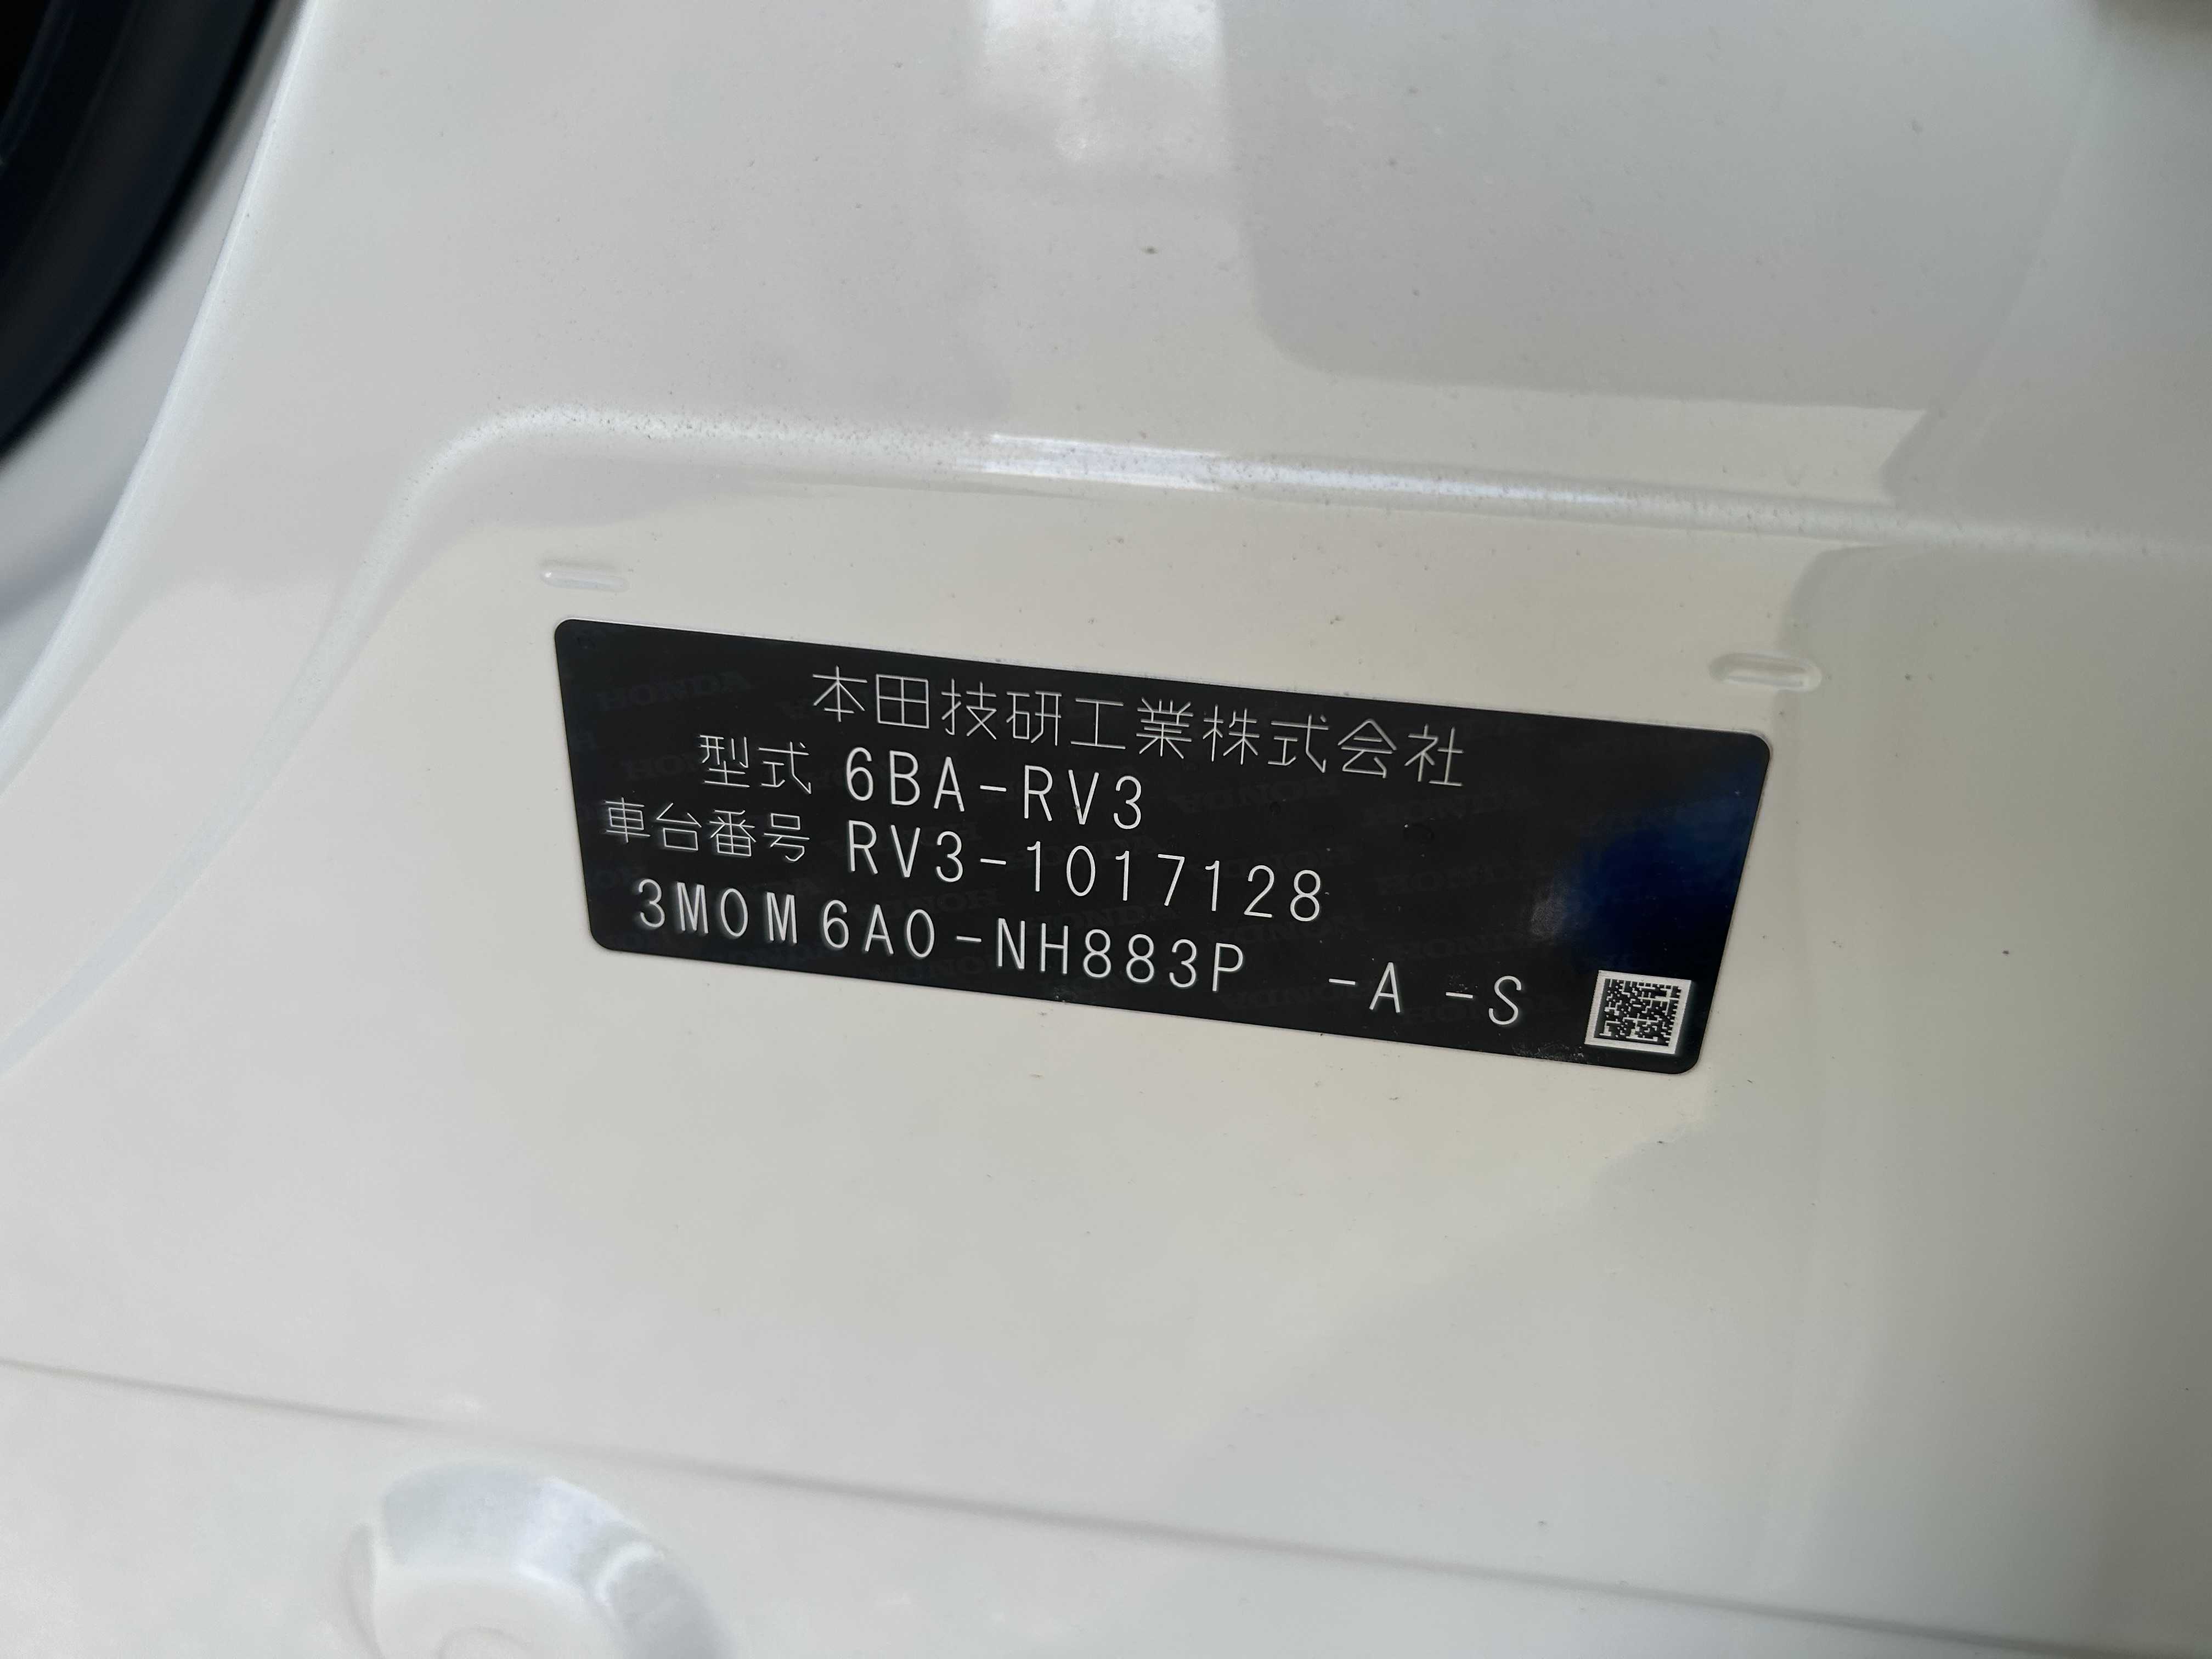 本田技研工業株式会社
型式 6BA-RV3
車台番号 RV3-1017128
3M0M6A0-NH883P -A -S